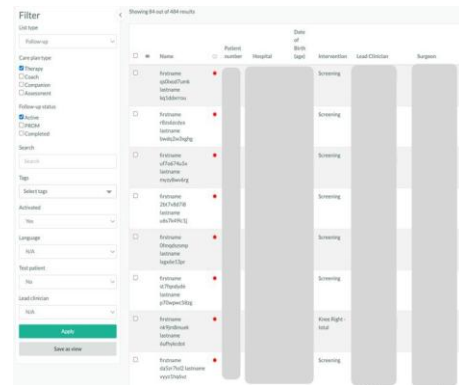 Filter
Showing 84 out of 484 results
List type
Follow-up
Care plan type
Therapy
Coach
Companion
Assessment
Follow-up status
Active
PROM
Completed
Search
Search
Tags
Select tags
Activated
Yes
Language
N/A
Test patient
No
Lead clinician
N/A
Apply
Save as view
Name
Patient
number
Hospital
Date
of
Birth
(age)
Intervention
Lead Clinician
Surgeon
firstname
lastname
Screening
firstname
lastname
Screening
firstname
lastname
Screening
firstname
lastname
Screening
firstname
lastname
Screening
firstname
lastname
Screening
firstname
lastname
Knee Right -
total
firstname
lastname
Screening